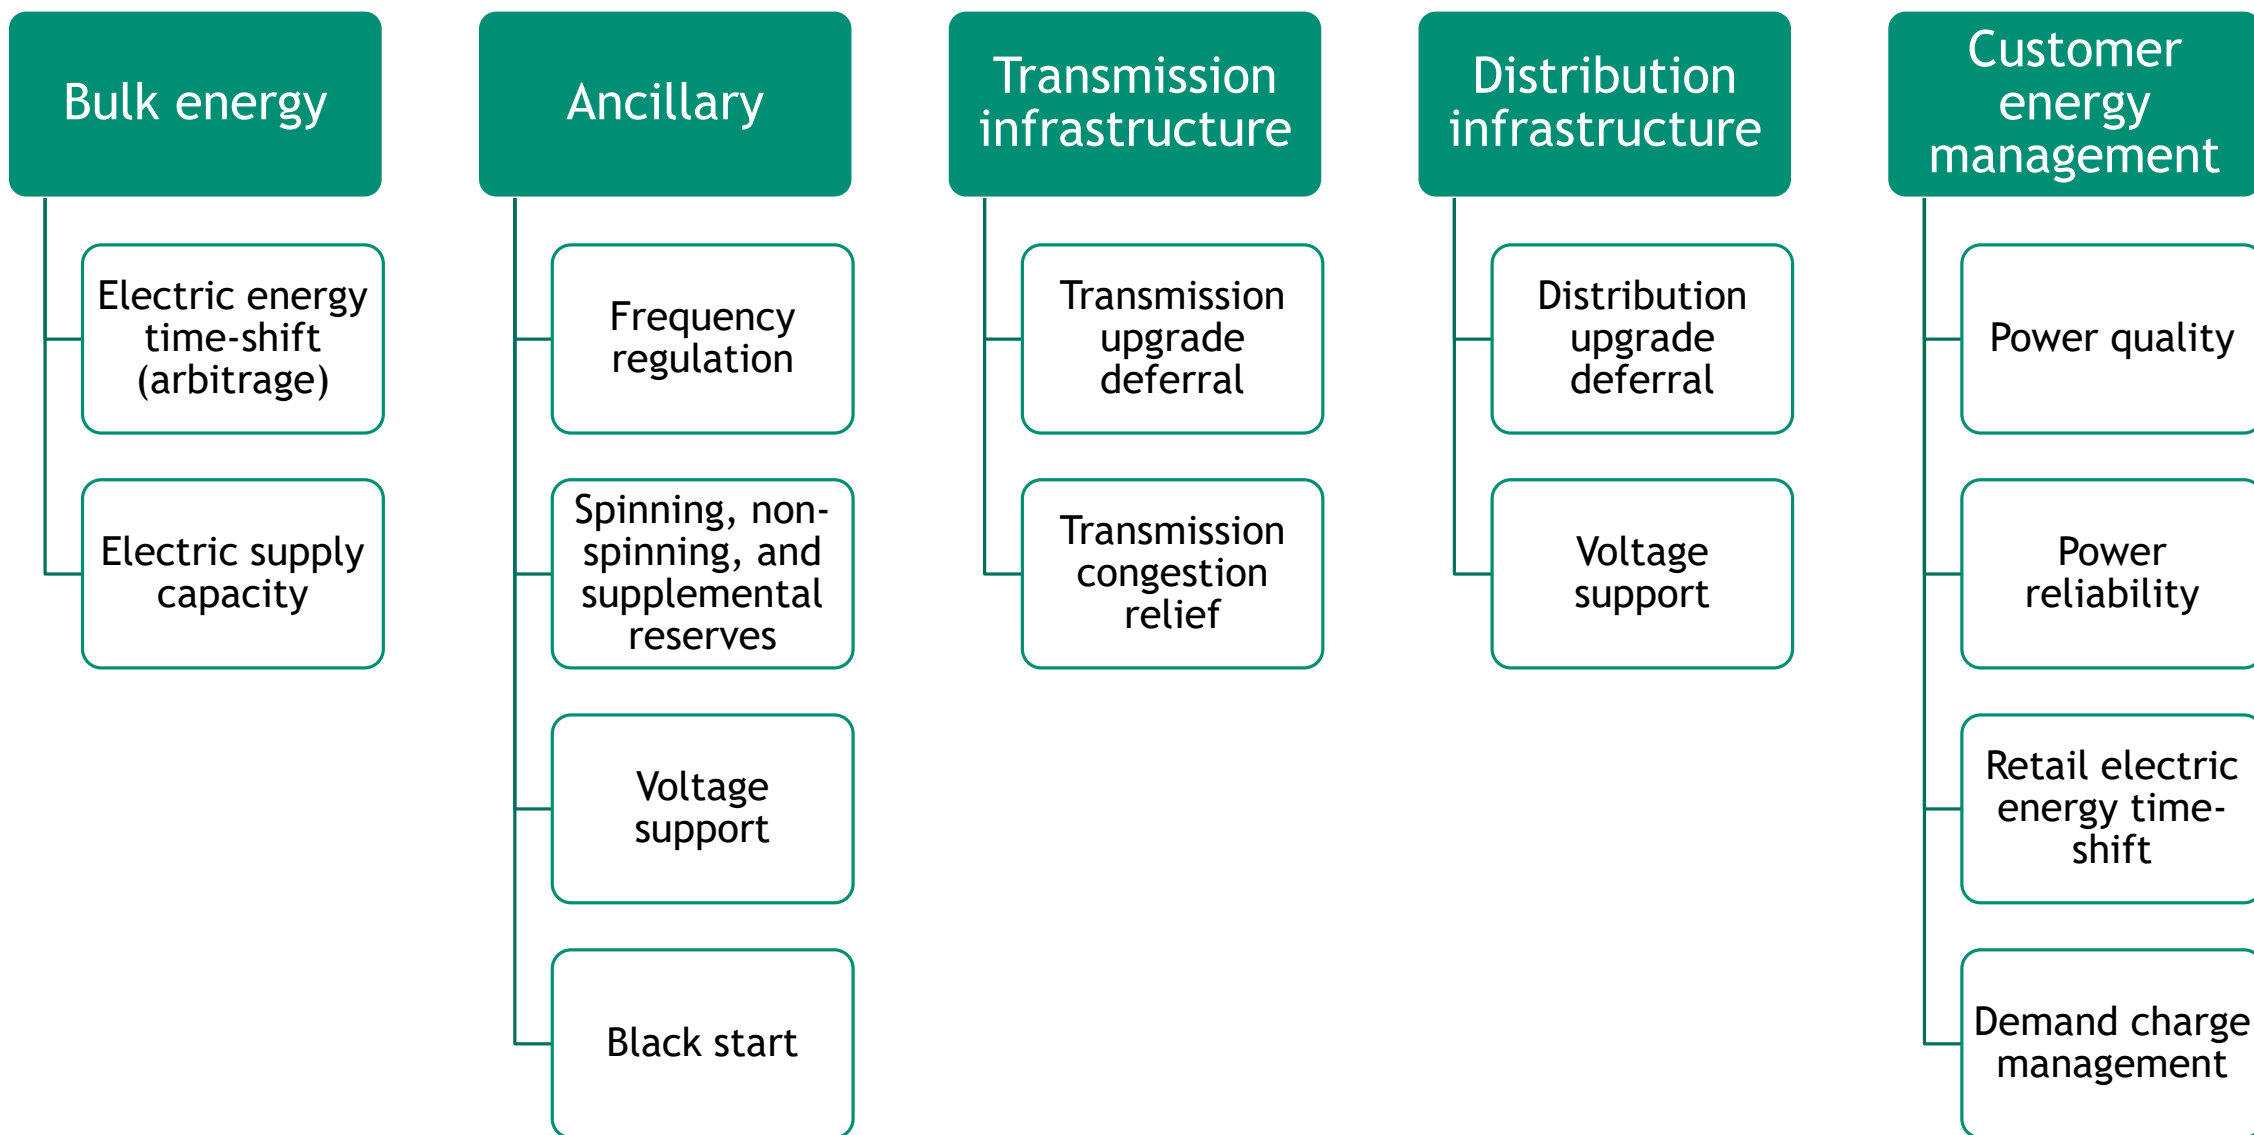 Bulk energy
Electric energy
time-shift
(arbitrage)
Electric supply
capacity
Ancillary
Frequency
regulation
Spinning, non-
spinning, and
supplemental
reserves
Voltage
support
Black start
Transmission
infrastructure
Transmission
upgrade
deferral
Transmission
congestion
relief
Distribution
infrastructure
Distribution
upgrade
deferral
Voltage
support
Customer
energy
management
Power quality
Power
reliability
Retail electric
energy time-
shift
Demand charge
management